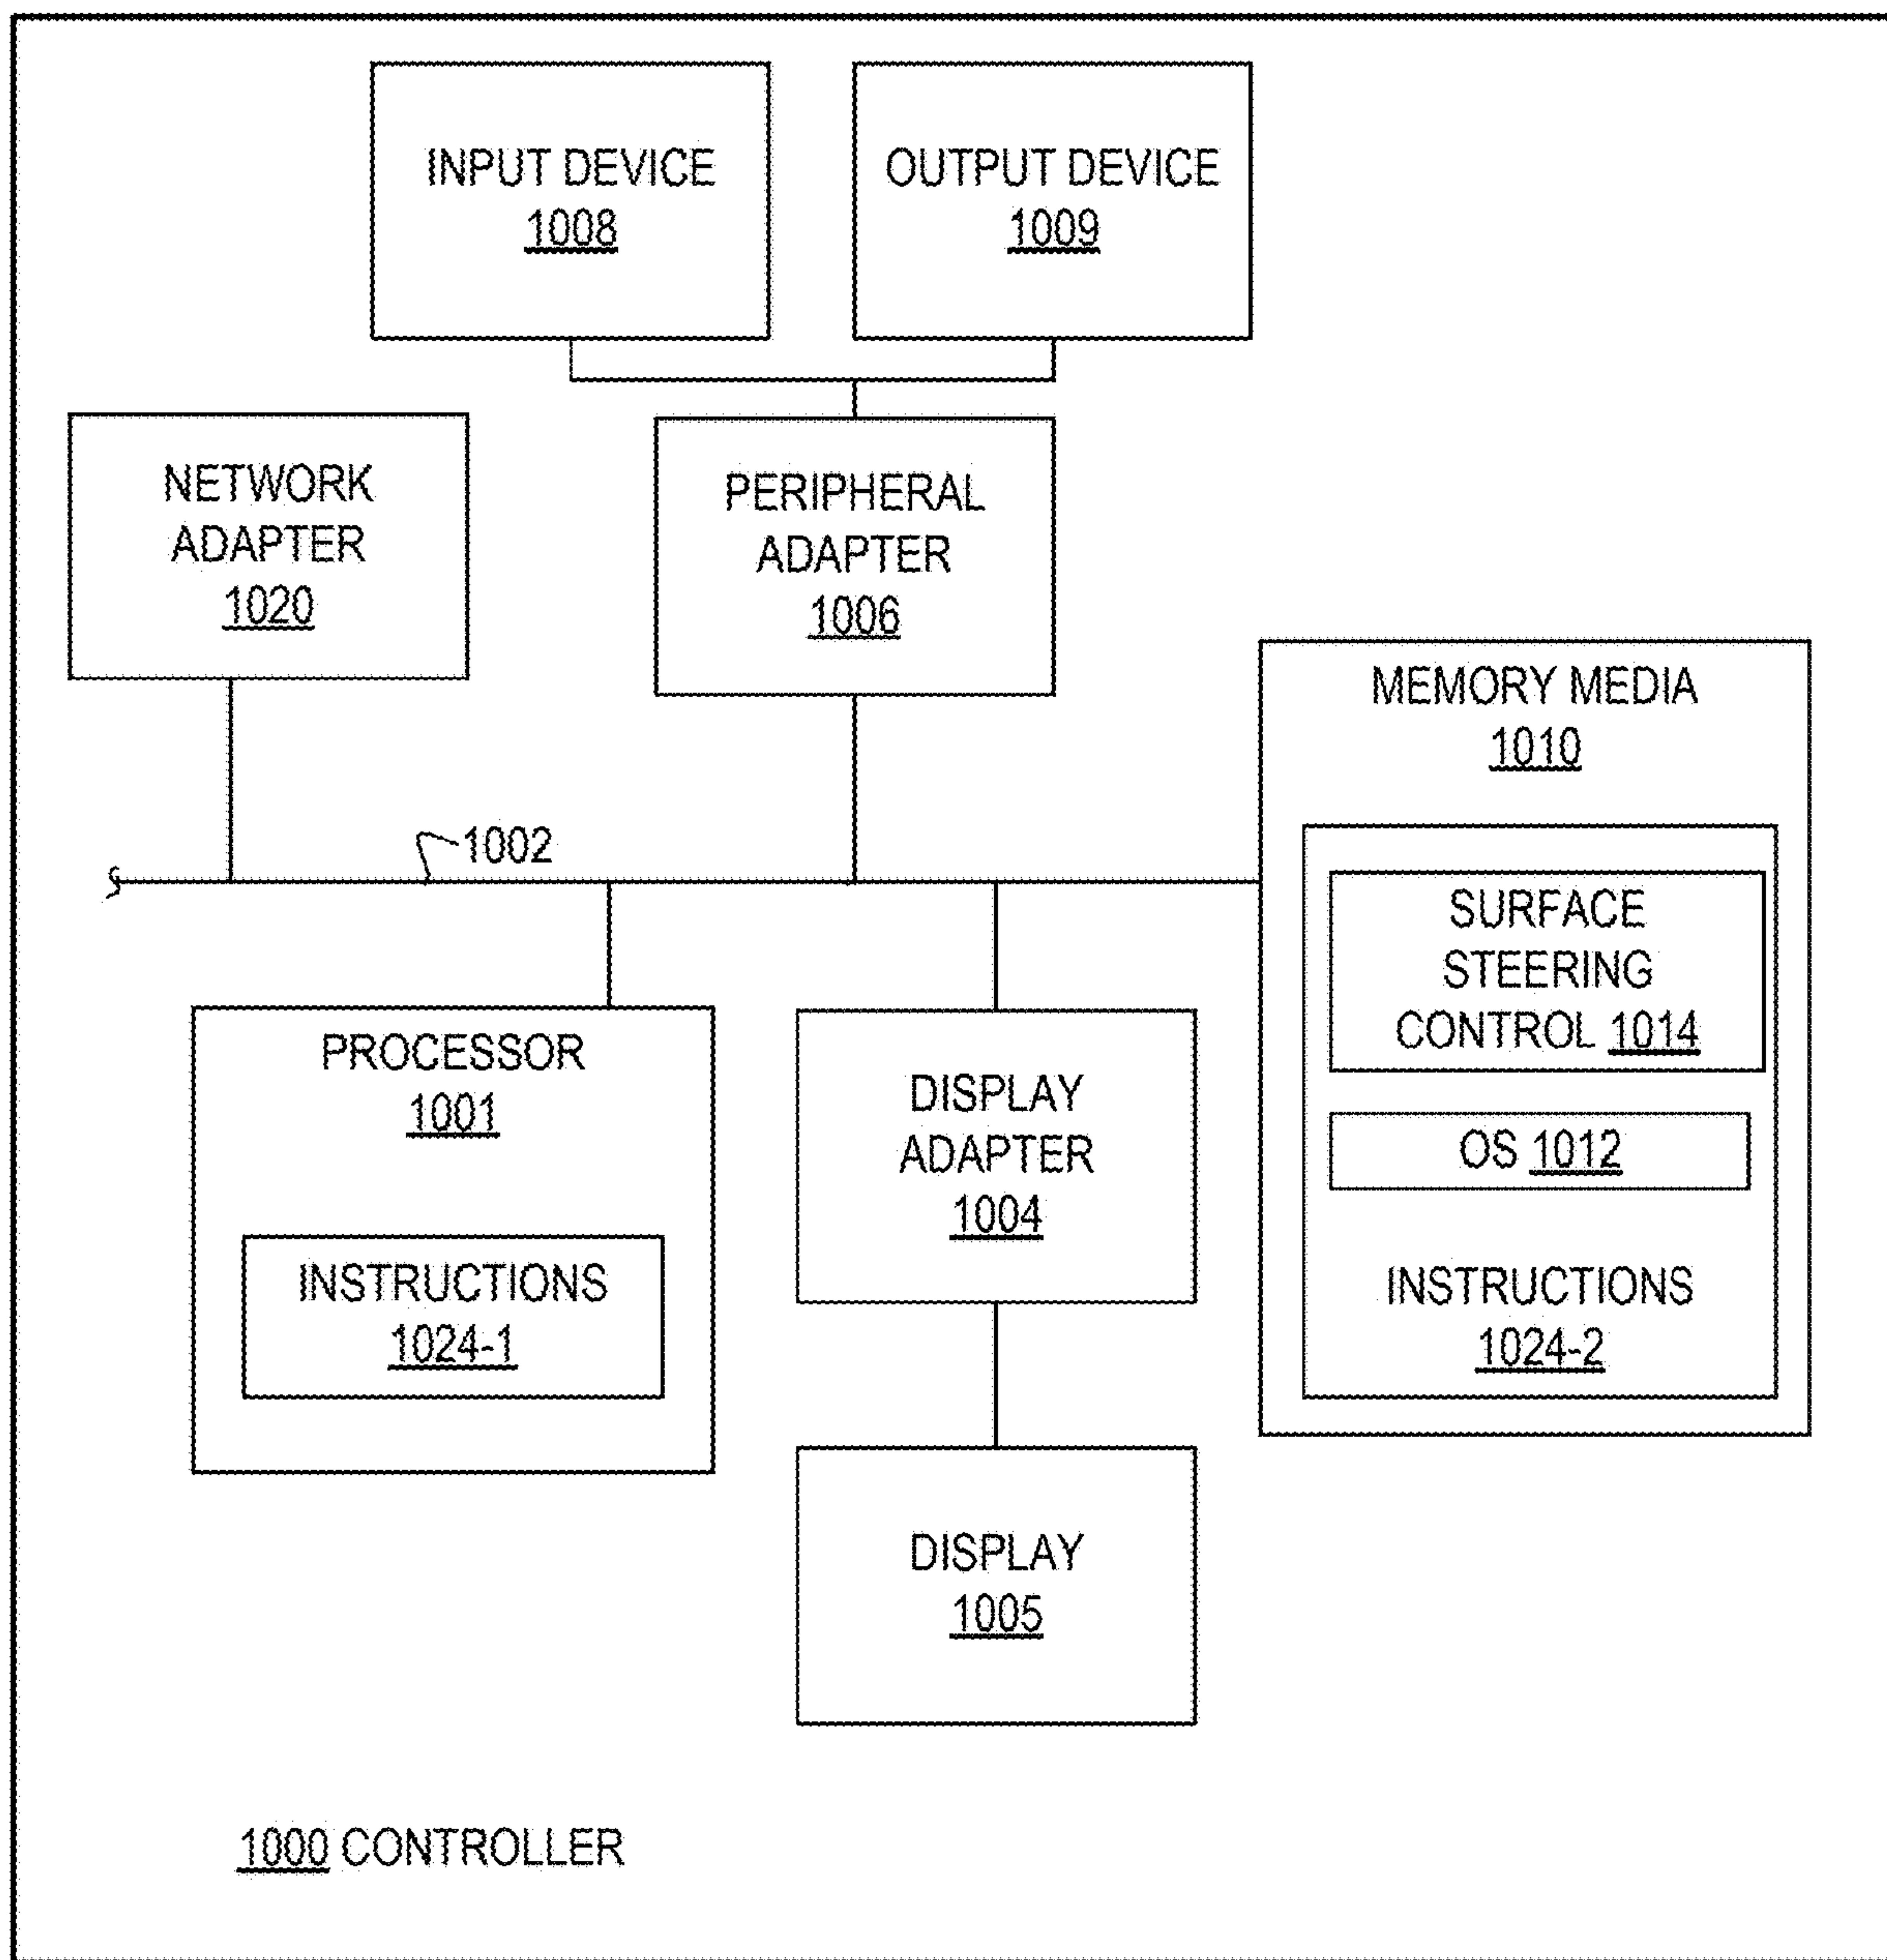 INPUT DEVICE
1008
OUTPUT DEVICE
1009
NETWORK
ADAPTER
1020
PERIPHERAL
ADAPTER
1006
MEMORY MEDIA
1010
1002
SURFACE
STEERING
CONTROL 1014
OS 1012
INSTRUCTIONS
1024-2
PROCESSOR
1001
INSTRUCTIONS
1024-1
DISPLAY
ADAPTER
1004
DISPLAY
1005
1000 CONTROLLER